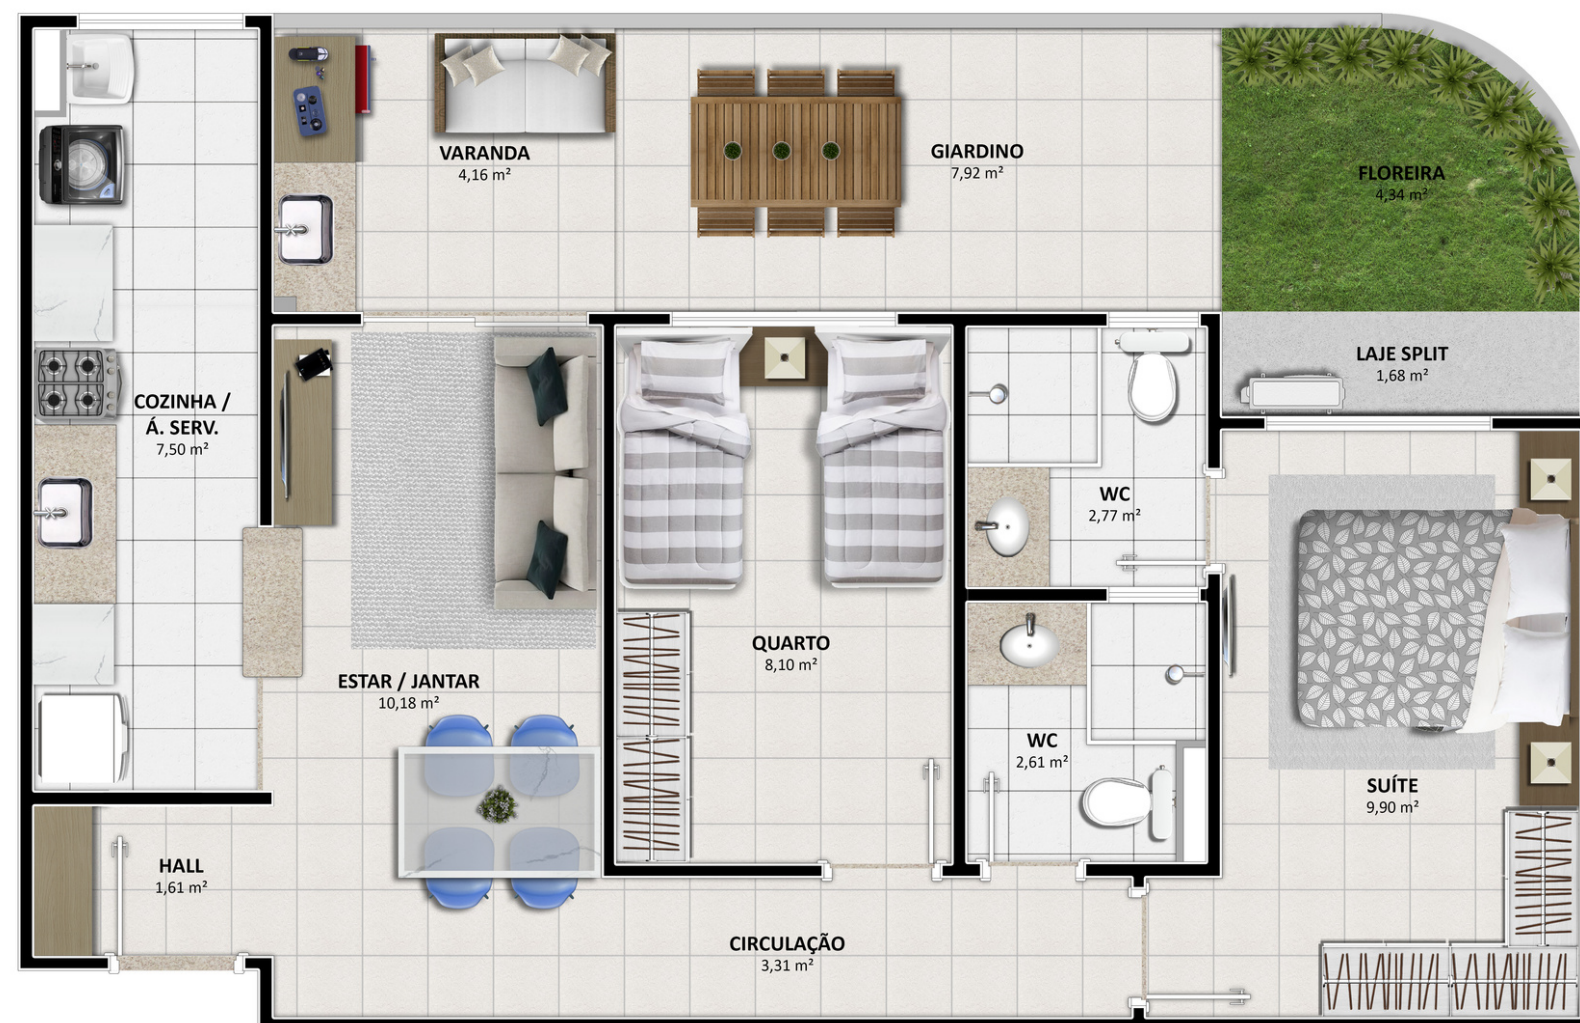 VARANDA
4,16 m²
GIARDINO
7,92 m²
FLOREIRA
4,34 m²
LAJE SPLIT
1,68 m²
COZINHA /
Á. SERV.
7,50 m²
WC
2,77 m²
QUARTO
8,10 m²
ESTAR / JANTAR
10,18 m²
WC
2,61 m²
SUÍTE
9,90 m²
HALL
1,61 m²
CIRCULAÇÃO
3,31 m²